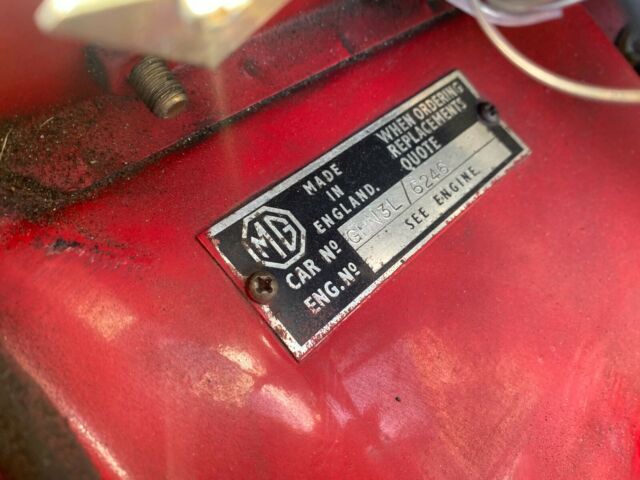 MG
MADE
IN
ENGLAND.
WHEN ORDERING
REPLACEMENTS
QUOTE
CAR Nº
ENG. Nº SEE ENGINE.